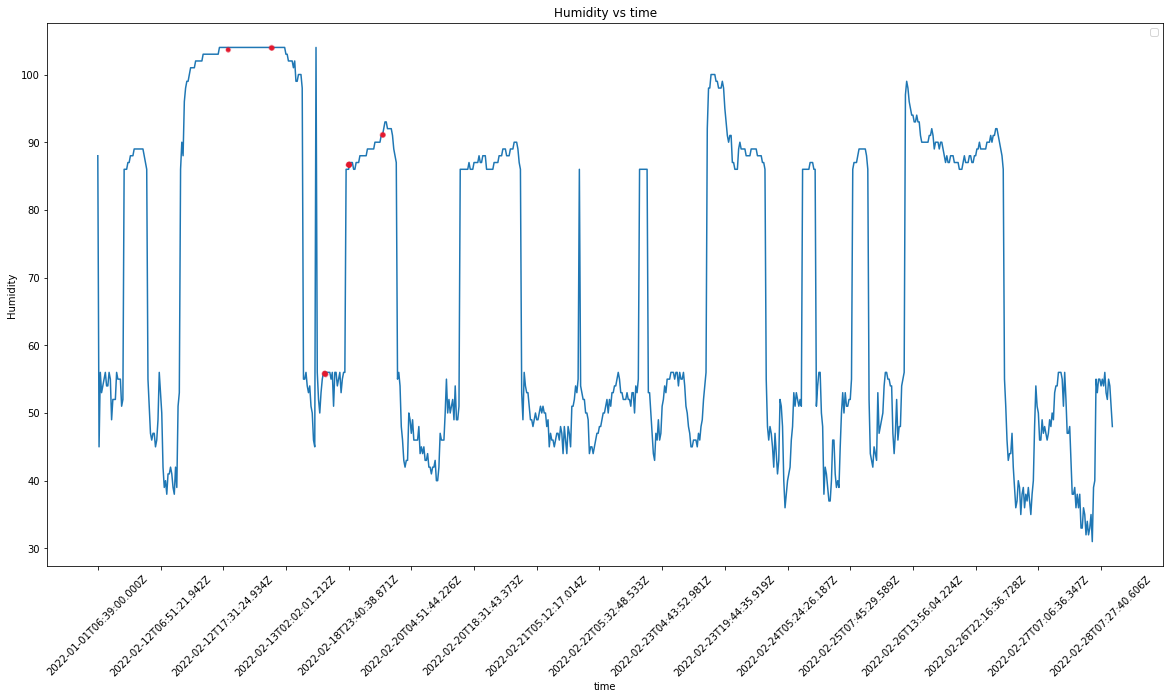 Humidity vs time
100
90
80
70
60
50
40
30
Humidity
2022-01-01T06:39:00.000Z
2022-02-12T06:51:21.942Z
2022-02-12T17:31:24.934Z
2022-02-13T02:02:01.212Z
2022-02-18T23:40:38.871Z
2022-02-20T04:51:44.226Z
2022-02-20T18:31:43.373Z
2022-02-21T05:12:17.014Z
2022-02-22T05:32:48.533Z
2022-02-23T04:43:52.981Z
2022-02-23T19:44:35.919Z
2022-02-24T05:24:26.187Z
2022-02-25T07:45:29.589Z
2022-02-26T13:56:04.224Z
2022-02-26T22:16:36.728Z
2022-02-27T07:06:36.347Z
2022-02-28T07:27:40.606Z
time